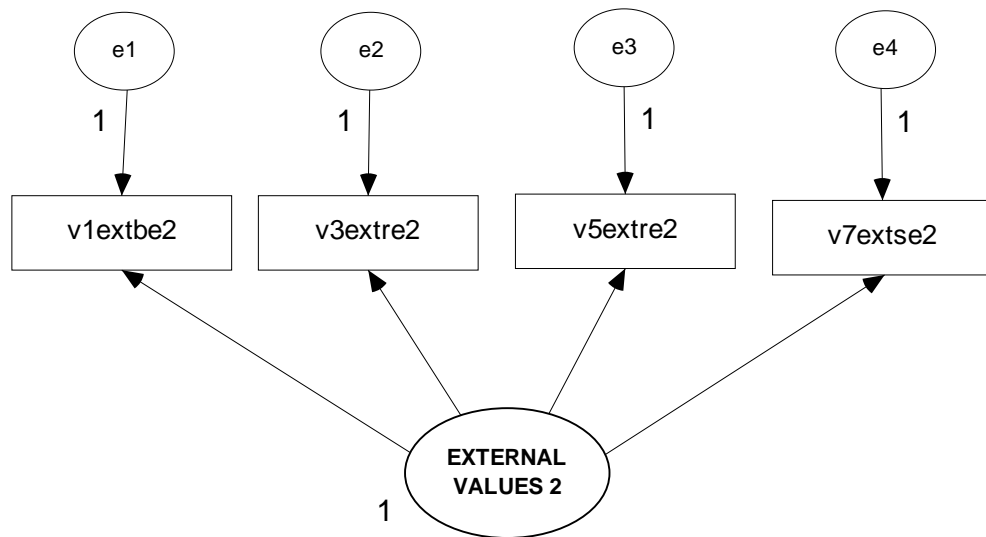 e1
e2
e3
e4
1
1
1
1
v1extbe2
v3extre2
v5extre2
v7extse2
EXTERNAL
VALUES 2
1